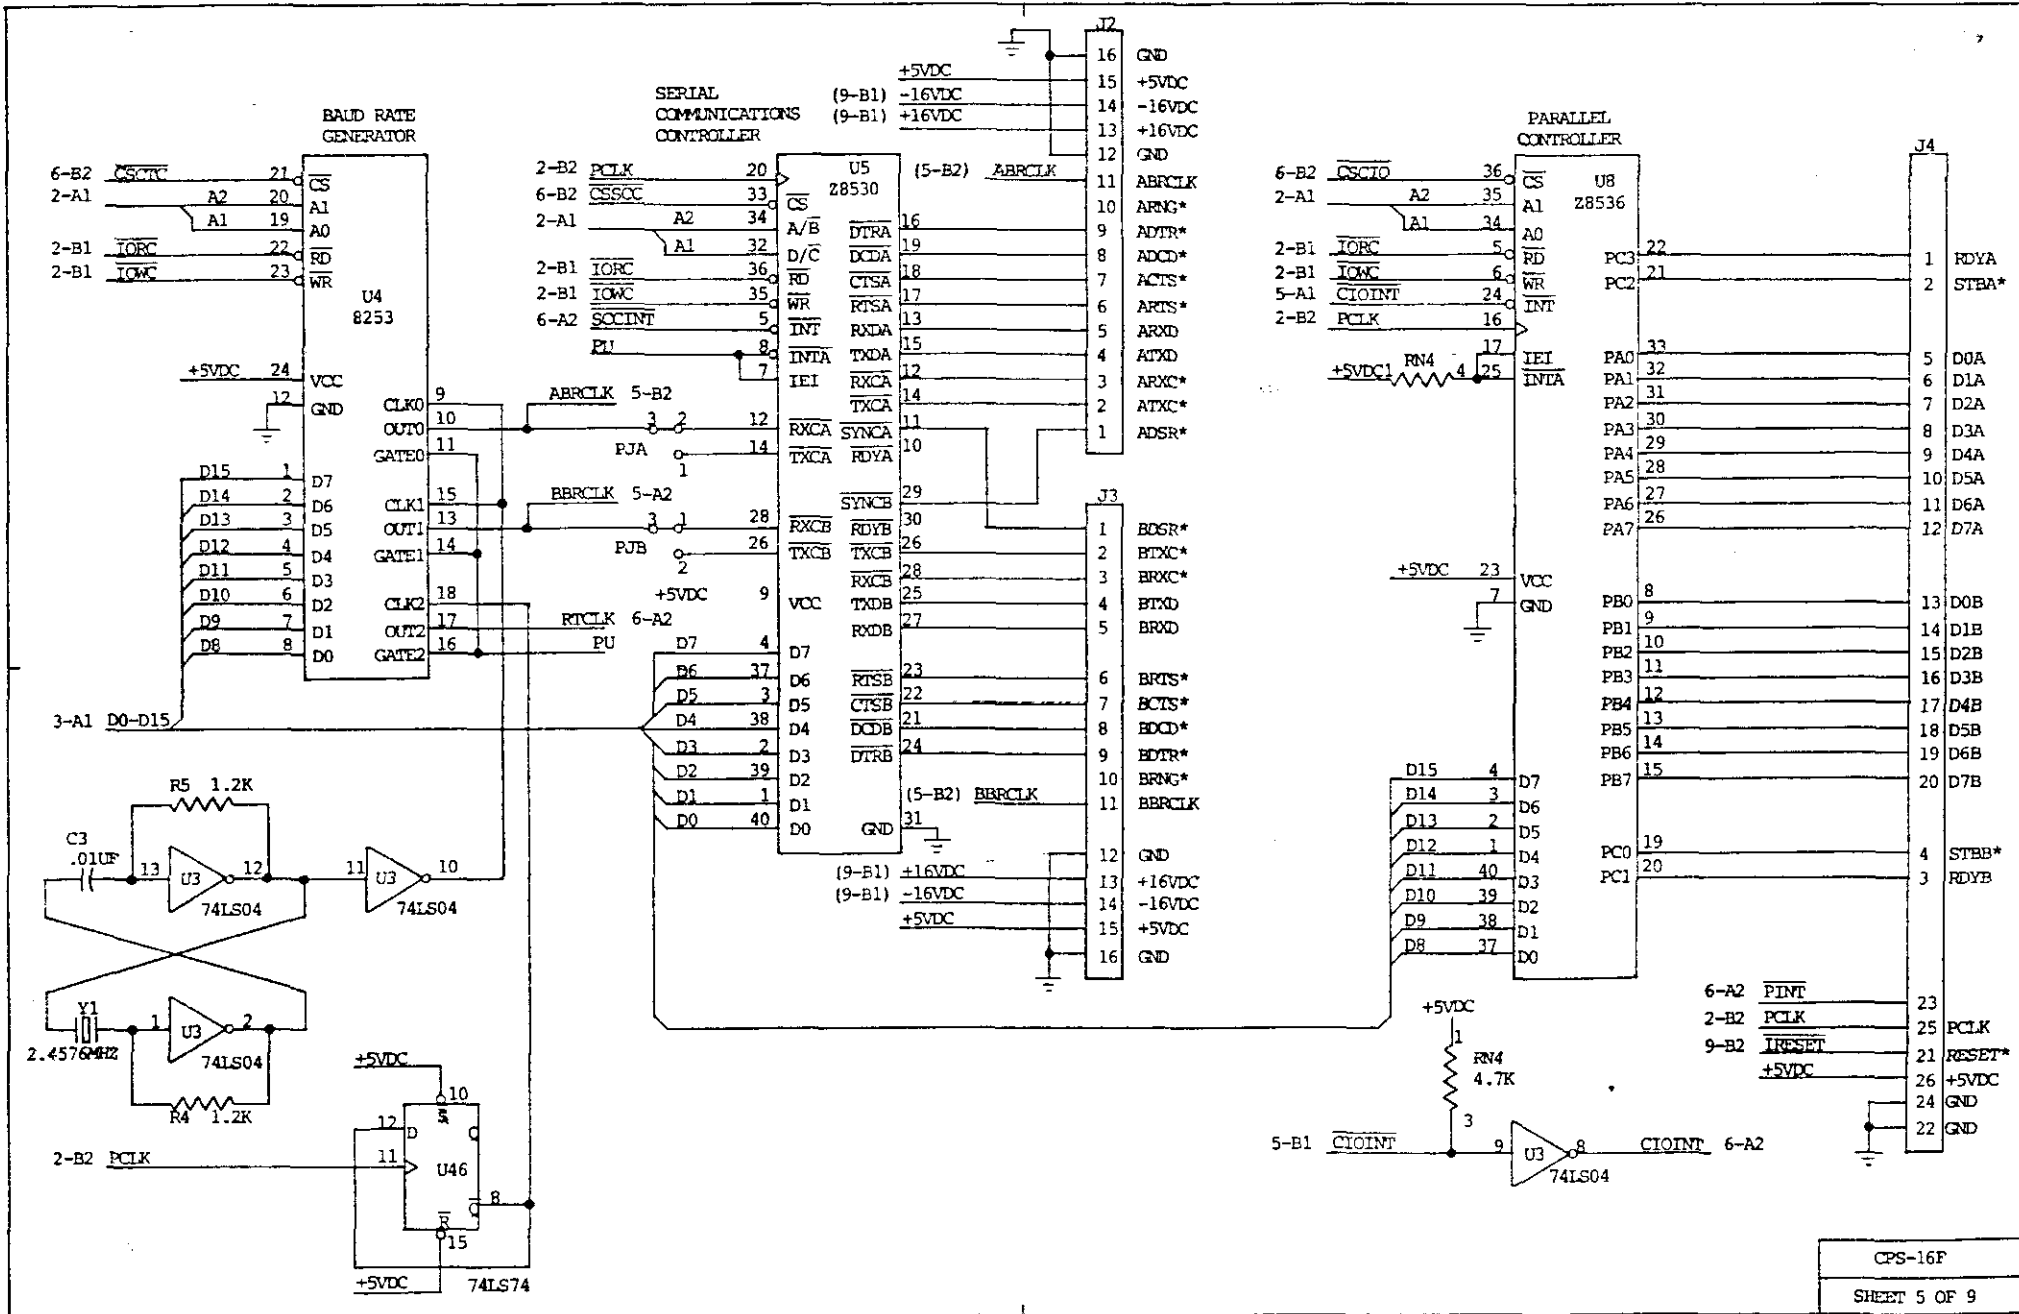 BAUD RATE
GENERATOR
6-B2 CSCTC 21 CS
2-A1 A2 20 A1
A1 19 A0
2-B1 IORC 22 RD
2-B1 IOWC 23 WR
U4
8253
+5VDC 24 VCC
12 GND
CLK0 9
OUT0 10
GATE0 11
CLK1 15
OUT1 13
GATE1 14
CLK2 18
OUT2 17
GATE2 16
D15 1 D7
D14 2 D6
D13 3 D5
D12 4 D4
D11 5 D3
D10 6 D2
D9 7 D1
D8 8 D0
ABRCLK 5-B2
3 2
PJA
1
BBRCLK 5-A2
3 1
PJB
2
RTCLK 6-A2
PU
3-A1 D0-D15
R5 1.2K
C3
.01UF
13 U3 12
74LS04
11 U3 10
74LS04
Y1
2.4576MHZ
1 U3 2
74LS04
R4 1.2K
+5VDC
10
S
12 D Q
2-B2 PCLK 11
U46
Q 8
R
15
+5VDC
74LS74
SERIAL
COMMUNICATIONS
CONTROLLER
U5
Z8530
2-B2 PCLK 20
6-B2 CSSCC 33 CS
2-A1 A2 34 A/B
A1 32 D/C
2-B1 IORC 36 RD
2-B1 IOWC 35 WR
6-A2 SCCINT 5 INT
PU 8 INTA
7 IEI
12 RXCA
14 TXCA
28 RXCB
26 TXCB
+5VDC 9 VCC
D7 4 D7
D6 37 D6
D5 3 D5
D4 38 D4
D3 2 D3
D2 39 D2
D1 1 D1
D0 40 D0
DTRA 16
DCDA 19
CTSA 18
RTSA 17
RXDA 13
TXDA 15
RXCA 12
TXCA 14
SYNCA 11
RDYA 10
SYNCB 29
RDYB 30
TXCB 26
RXCB 28
TXDB 25
RXDB 27
RTSB 23
CTSB 22
DCDB 21
DTRB 24
GND 31
J2
16 GND
+5VDC 15 +5VDC
(9-B1) -16VDC 14 -16VDC
(9-B1) +16VDC 13 +16VDC
12 GND
(5-B2) ABRCLK 11 ABRCLK
10 ARNG*
9 ADTR*
8 ADCD*
7 ACTS*
6 ARTS*
5 ARXD
4 ATXD
3 ARXC*
2 ATXC*
1 ADSR*
J3
1 BDSR*
2 BTXC*
3 BRXC*
4 BTXD
5 BRXD
6 BRTS*
7 BCTS*
8 BDCD*
9 BDTR*
10 BRNG*
(5-B2) BBRCLK 11 BBRCLK
12 GND
(9-B1) +16VDC 13 +16VDC
(9-B1) -16VDC 14 -16VDC
+5VDC 15 +5VDC
16 GND
PARALLEL
CONTROLLER
U8
Z8536
6-B2 CSCIO 36 CS
2-A1 A2 35 A1
A1 34 A0
2-B1 IORC 5 RD
2-B1 IOWC 6 WR
5-A1 CIOINT 24 INT
2-B2 PCLK 16
17 IEI
+5VDC 1 RN4 4 25 INTA
+5VDC 23 VCC
7 GND
D15 4 D7
D14 3 D6
D13 2 D5
D12 1 D4
D11 40 D3
D10 39 D2
D9 38 D1
D8 37 D0
PC3 22
PC2 21
PA0 33
PA1 32
PA2 31
PA3 30
PA4 29
PA5 28
PA6 27
PA7 26
PB0 8
PB1 9
PB2 10
PB3 11
PB4 12
PB5 13
PB6 14
PB7 15
PC0 19
PC1 20
J4
1 RDYA
2 STBA*
5 D0A
6 D1A
7 D2A
8 D3A
9 D4A
10 D5A
11 D6A
12 D7A
13 D0B
14 D1B
15 D2B
16 D3B
17 D4B
18 D5B
19 D6B
20 D7B
4 STBB*
3 RDYB
6-A2 PINT 23
2-B2 PCLK 25 PCLK
9-B2 IRESET 21 RESET*
+5VDC 26 +5VDC
24 GND
22 GND
+5VDC
1
RN4
4.7K
3
5-B1 CIOINT 9 U3 8 CIOINT 6-A2
74LS04
CPS-16F
SHEET 5 OF 9